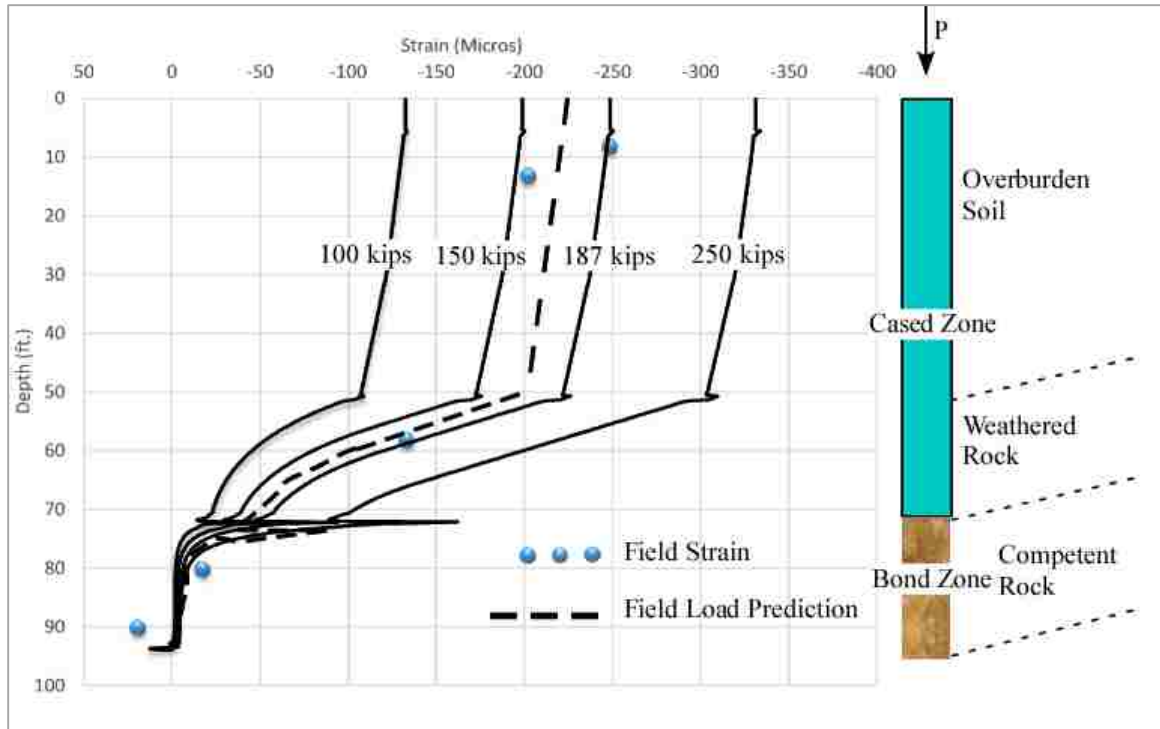 Strain (Micros)
50 0 -50 -100 -150 -200 -250 -300 -350 -400
P
0
10
20
30
40
50
60
70
80
90
100
Depth (ft.)
100 kips 150 kips 187 kips 250 kips
Overburden
Soil
Cased Zone
Weathered
Rock
Competent
Rock
Bond Zone
Field Strain
Field Load Prediction